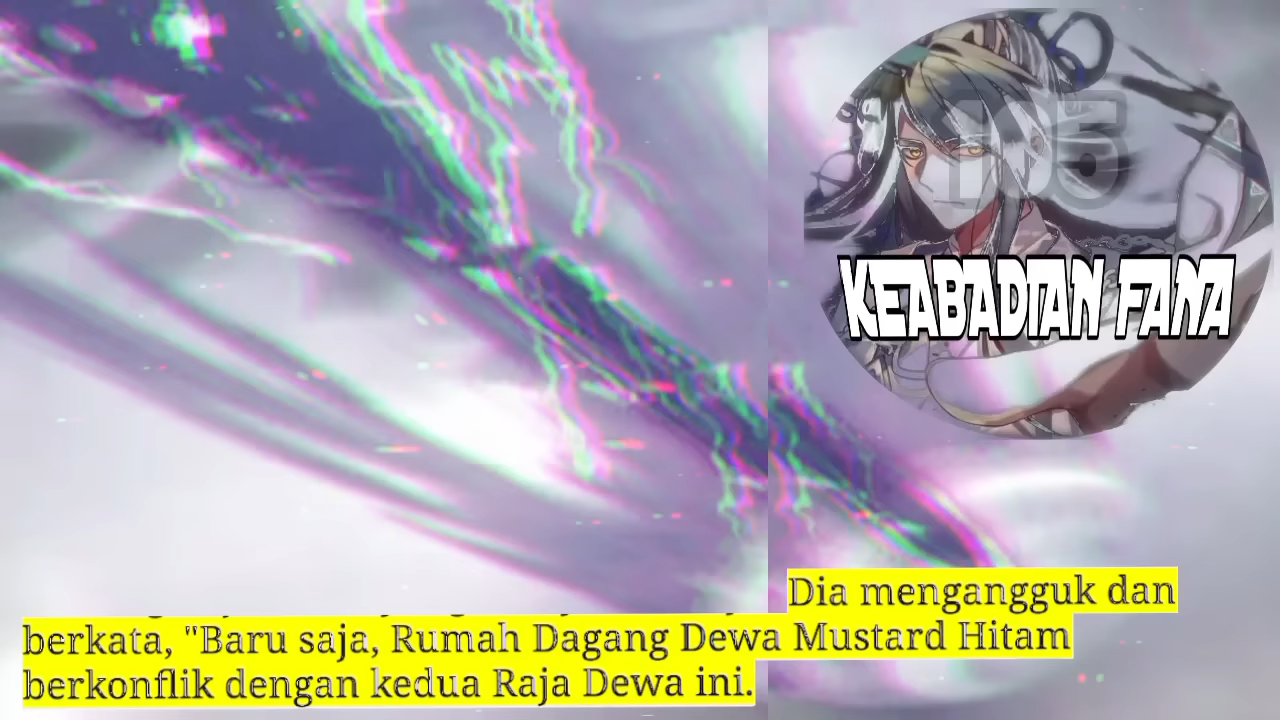 105
KEABADIAN FANA
Dia mengangguk dan
berkata, "Baru saja, Rumah Dagang Dewa Mustard Hitam
berkonflik dengan kedua Raja Dewa ini.